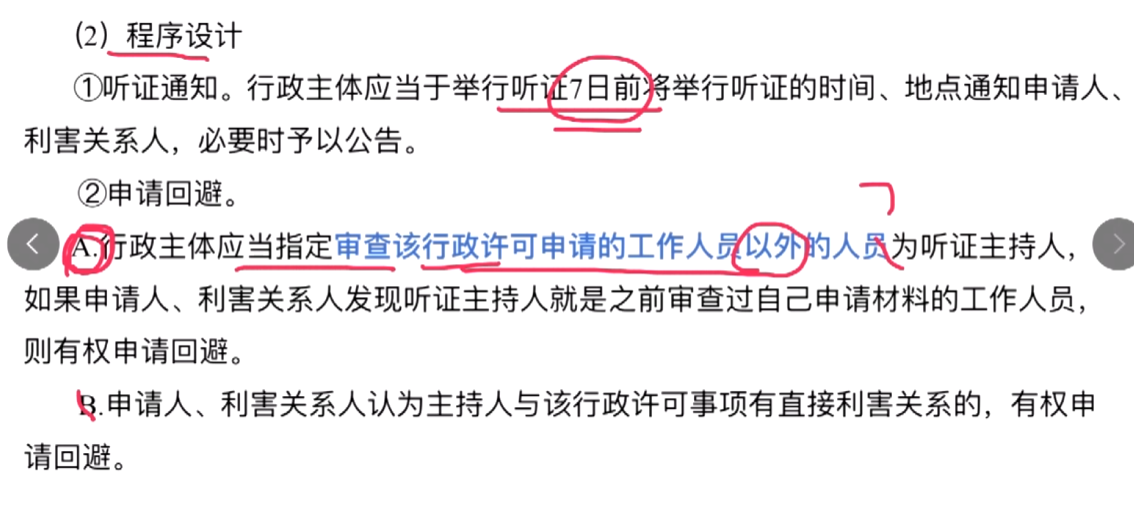 （2）程序设计
①听证通知。行政主体应当于举行听证7日前将举行听证的时间、地点通知申请人、
利害关系人，必要时予以公告。
②申请回避。
A.行政主体应当指定审查该行政许可申请的工作人员以外的人员为听证主持人，
如果申请人、利害关系人发现听证主持人就是之前审查过自己申请材料的工作人员，
则有权申请回避。
B.申请人、利害关系人认为主持人与该行政许可事项有直接利害关系的，有权申
请回避。